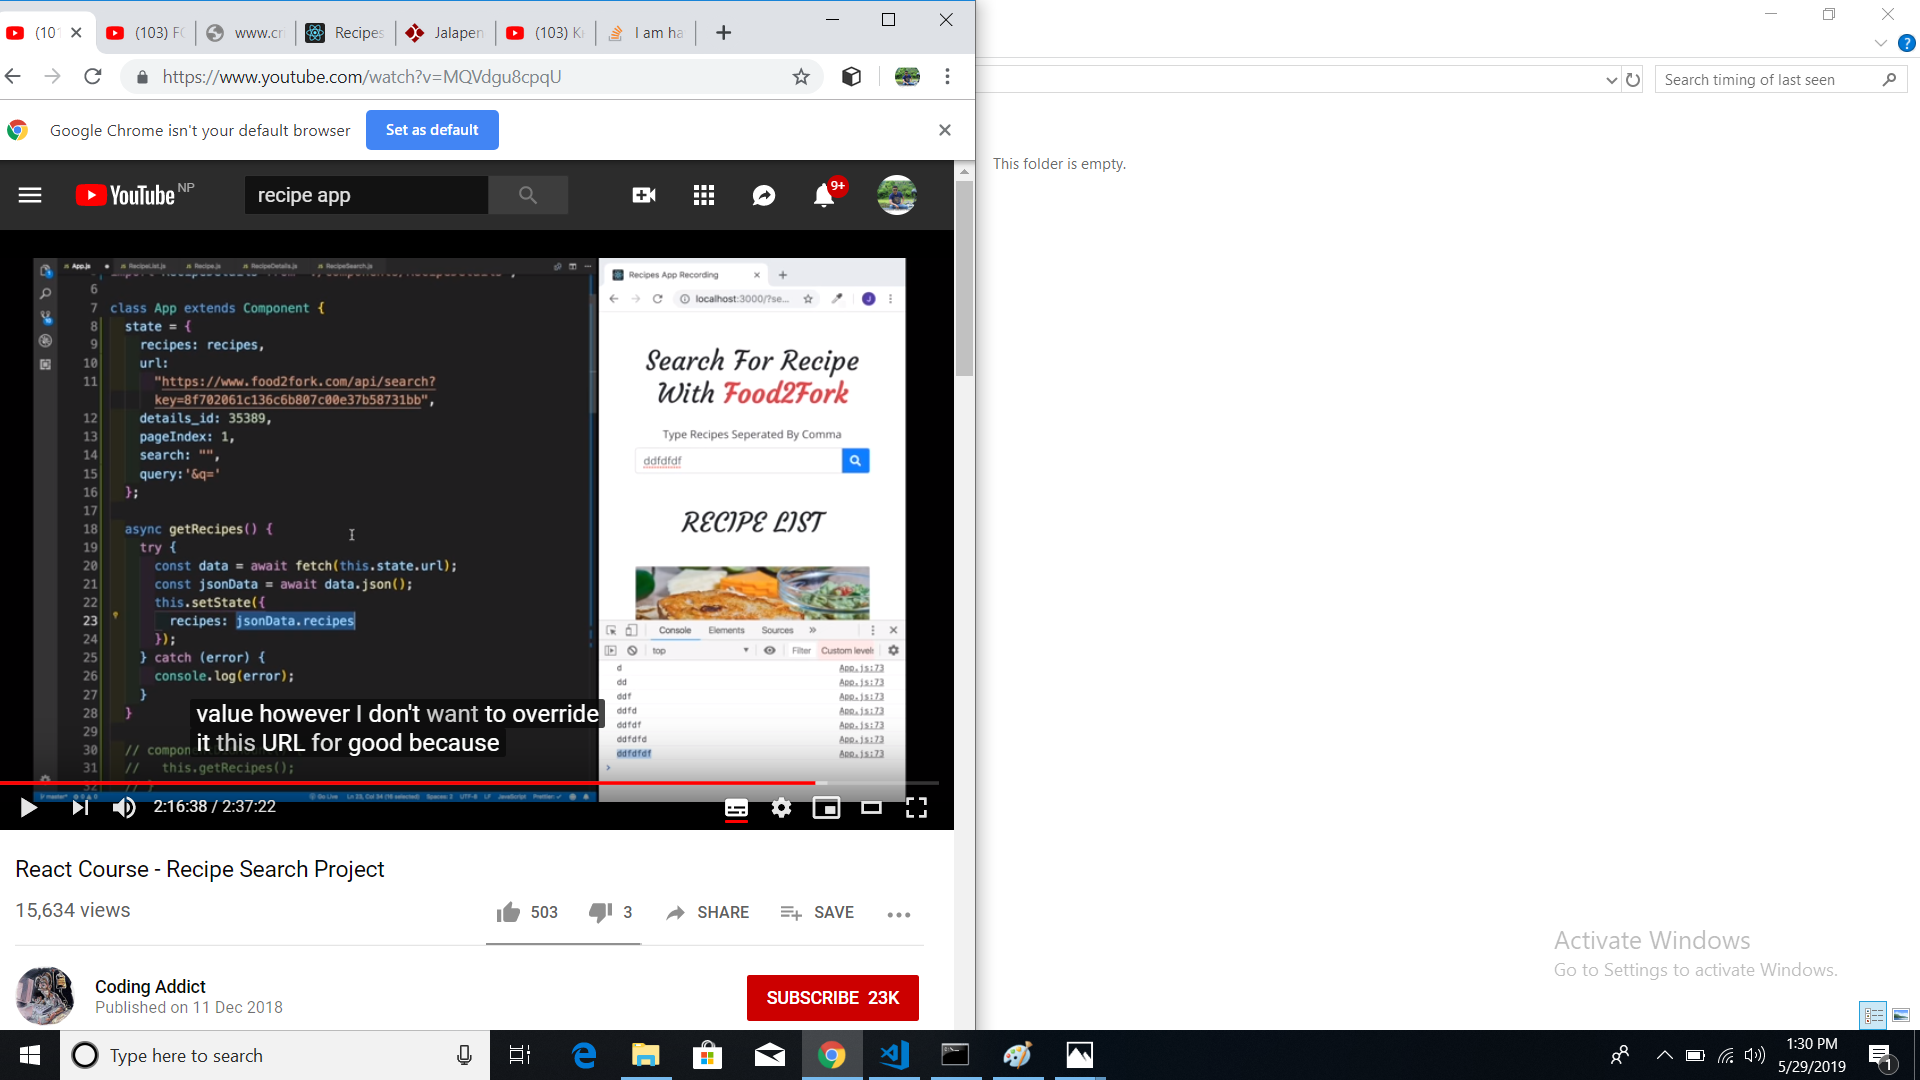 (10
(103) F
www.cr
Recipes
Jalapen
(103) K
I am ha
https://www.youtube.com/watch?v=MQVdgu8cpqU
Search timing of last seen
Google Chrome isn't your default browser
Set as default
This folder is empty.
YouTube NP
recipe app
9+
App.js
RecipeList.js
Recipe.js
RecipeDetails.js
RecipeSearch.js
Recipes App Recording
localhost:3000/?se...
6
7 class App extends Component {
8 state = {
9 recipes: recipes,
10 url:
11 "https://www.food2fork.com/api/search?
key=8f702061c136c6b807c00e37b58731bb",
12 details_id: 35389,
13 pageIndex: 1,
14 search: "",
15 query:'&q='
16 };
17
18 async getRecipes() {
19 try {
20 const data = await fetch(this.state.url);
21 const jsonData = await data.json();
22 this.setState({
23 recipes: jsonData.recipes
24 });
25 } catch (error) {
26 console.log(error);
27 }
28 }
29
30 // compon
31 // this.getRecipes();
32 // }
Search For Recipe
With Food2Fork
Type Recipes Seperated By Comma
ddfdfdf
RECIPE LIST
Console Elements Sources »
top Filter Custom levels
d App.js:73
dd App.js:73
ddf App.js:73
ddfd App.js:73
ddfdf App.js:73
ddfdfd App.js:73
ddfdfdf App.js:73
value however I don't want to override
it this URL for good because
2:16:38 / 2:37:22
React Course - Recipe Search Project
15,634 views
503
3
SHARE
SAVE
Coding Addict
Published on 11 Dec 2018
SUBSCRIBE 23K
Activate Windows
Go to Settings to activate Windows.
Type here to search
1:30 PM
5/29/2019
1